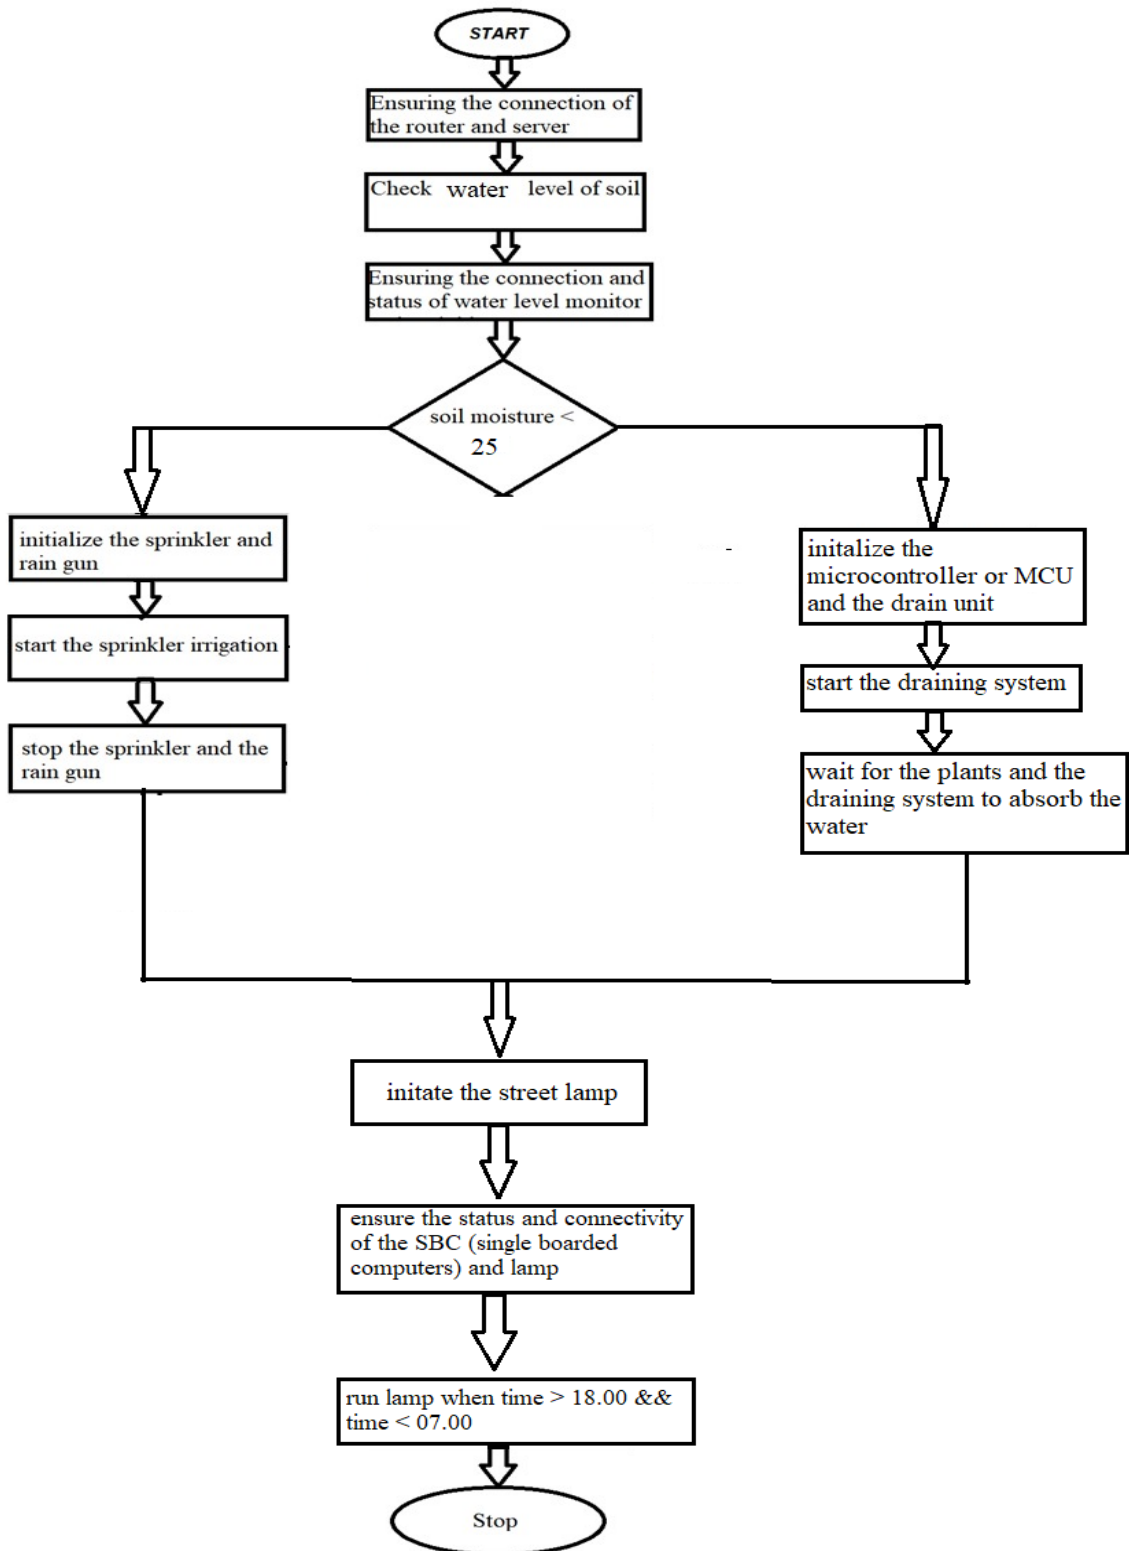 START
Ensuring the connection of
the router and server
Check water level of soil
Ensuring the connection and
status of water level monitor
soil moisture <
25
initialize the sprinkler and
rain gun
start the sprinkler irrigation
stop the sprinkler and the
rain gun
initalize the
microcontroller or MCU
and the drain unit
start the draining system
wait for the plants and the
draining system to absorb the
water
initate the street lamp
ensure the status and connectivity
of the SBC (single boarded
computers) and lamp
run lamp when time > 18.00 &&
time < 07.00
Stop